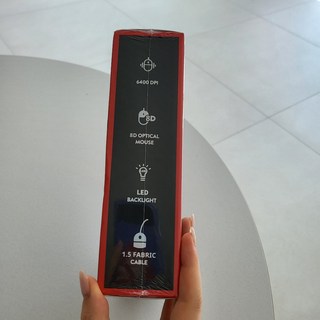 6400 DPI
8D
8D OPTICAL
MOUSE
LED
BACKLIGHT
1.5 FABRIC
CABLE